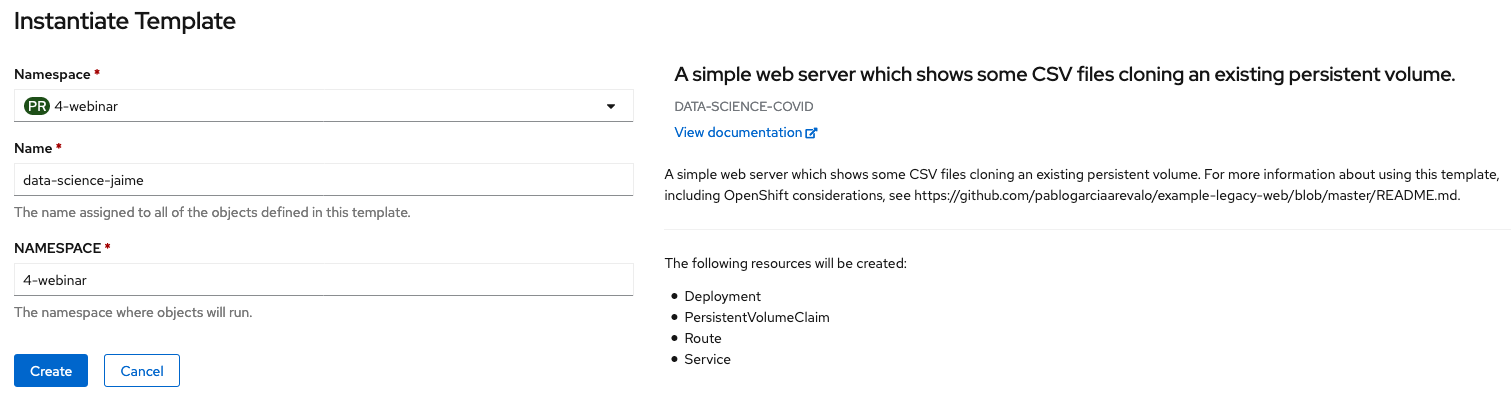 Instantiate Template
Namespace *
PR 4-webinar
Name *
data-science-jaime
The name assigned to all of the objects defined in this template.
NAMESPACE *
4-webinar
The namespace where objects will run.
Create Cancel
A simple web server which shows some CSV files cloning an existing persistent volume.
DATA-SCIENCE-COVID
View documentation
A simple web server which shows some CSV files cloning an existing persistent volume. For more information about using this template,
including OpenShift considerations, see https://github.com/pablogarciaarevalo/example-legacy-web/blob/master/README.md.
The following resources will be created:
• Deployment
• PersistentVolumeClaim
• Route
• Service